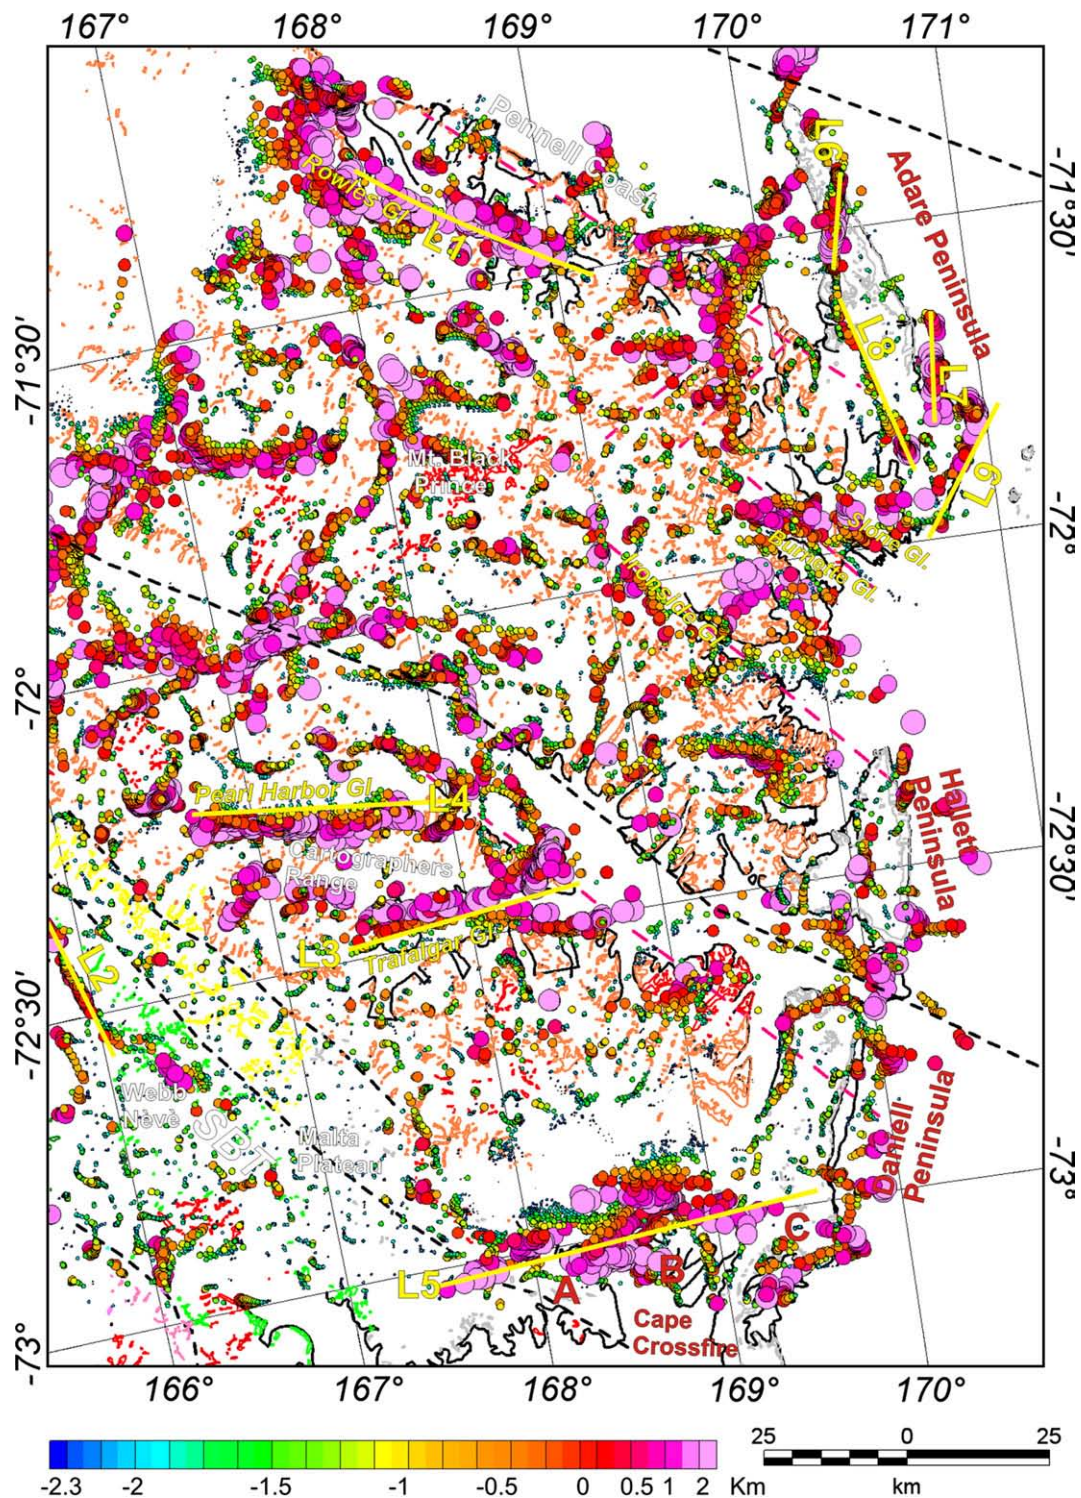 167° 168° 169° 170° 171°
Pennell Coast
L6
Adare Peninsula
Rowles Gl.
L1
-71°30'
-71°30'
L8
L7
Mt. Black
Prince
L9
Slone Gl.
Burnette Gl.
Ironside Gl.
-72°
-72°
Pearl Harbor Gl.
L4
Hallett
Peninsula
Cartographers
Range
-72°30'
L3
Trafalgar Gl.
L2
-72°30'
Webb
Névè
SDT
Malta
Plateau
Daniell
Peninsula
-73°
C
L5
A
B
Cape
Crossfire
-73°
166° 167° 168° 169° 170°
25 0 25
-2.3 -2 -1.5 -1 -0.5 0 0.5 1 2 Km
km